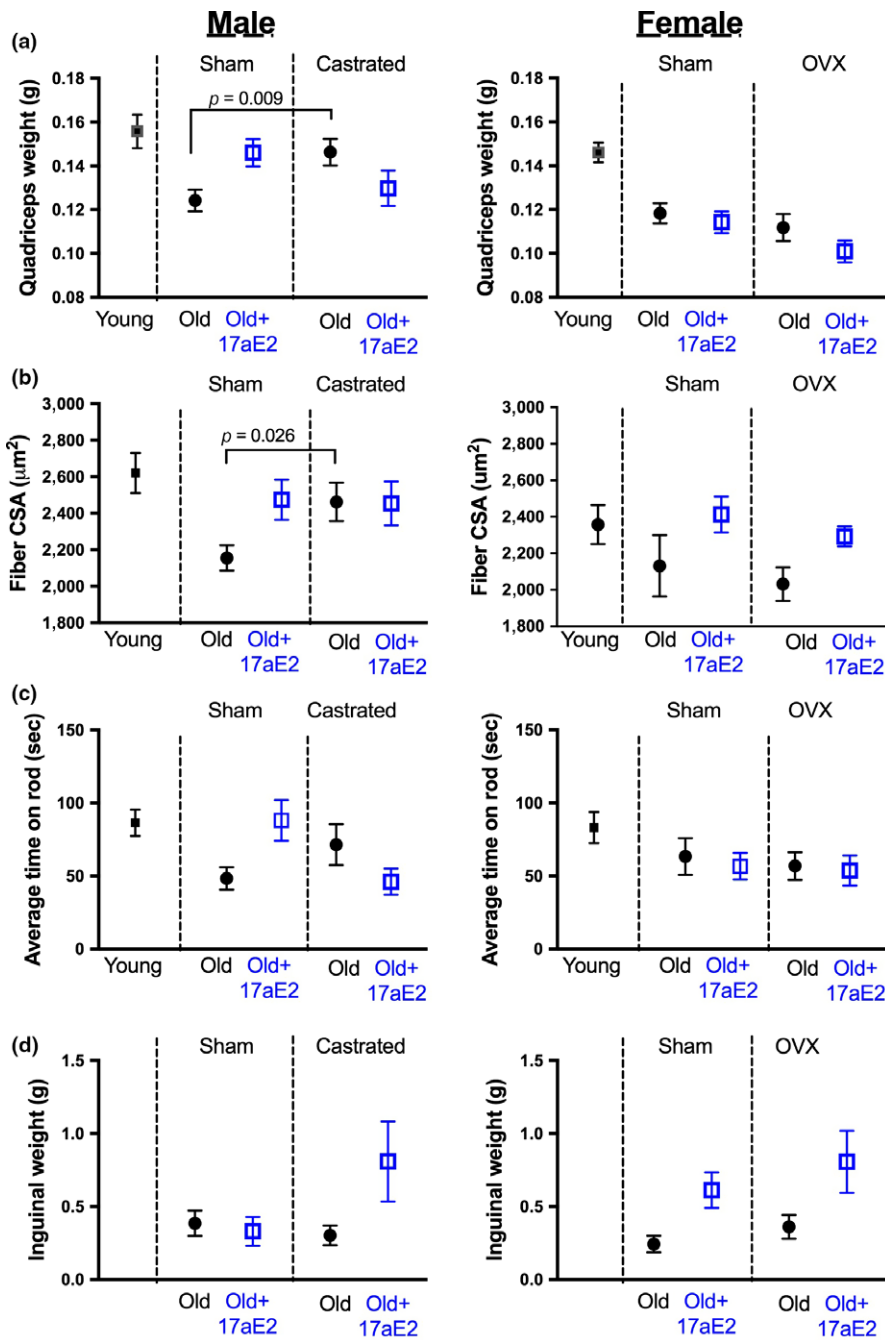 Male
Female
(a)
Sham
Castrated
Quadriceps weight (g)
0.18
0.16
0.14
0.12
0.10
0.08
p = 0.009
Young
Old
Old+
17aE2
Old
Old+
17aE2
Sham
OVX
Quadriceps weight (g)
0.18
0.16
0.14
0.12
0.10
0.08
Young
Old
Old+
17aE2
Old
Old+
17aE2
(b)
Sham
Castrated
Fiber CSA (μm²)
3,000
2,800
2,600
2,400
2,200
2,000
1,800
p = 0.026
Young
Old
Old+
17aE2
Old
Old+
17aE2
Sham
OVX
Fiber CSA (um²)
3,000
2,800
2,600
2,400
2,200
2,000
1,800
Young
Old
Old+
17aE2
Old
Old+
17aE2
(c)
Sham
Castrated
Average time on rod (sec)
150
100
50
0
Young
Old
Old+
17aE2
Old
Old+
17aE2
Sham
OVX
Average time on rod (sec)
150
100
50
0
Young
Old
Old+
17aE2
Old
Old+
17aE2
(d)
Sham
Castrated
Inguinal weight (g)
1.5
1.0
0.5
0.0
Old
Old+
17aE2
Old
Old+
17aE2
Sham
OVX
Inguinal weight (g)
1.5
1.0
0.5
0.0
Old
Old+
17aE2
Old
Old+
17aE2